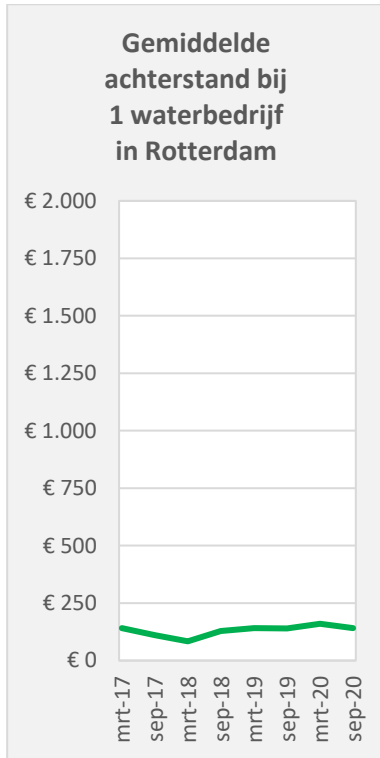 Gemiddelde
achterstand bij
1 waterbedrijf
in Rotterdam
€ 2.000
€ 1.750
€ 1.500
€ 1.250
€ 1.000
€ 750
€ 500
€ 250
€ 0
mrt-17
sep-17
mrt-18
sep-18
mrt-19
sep-19
mrt-20
sep-20